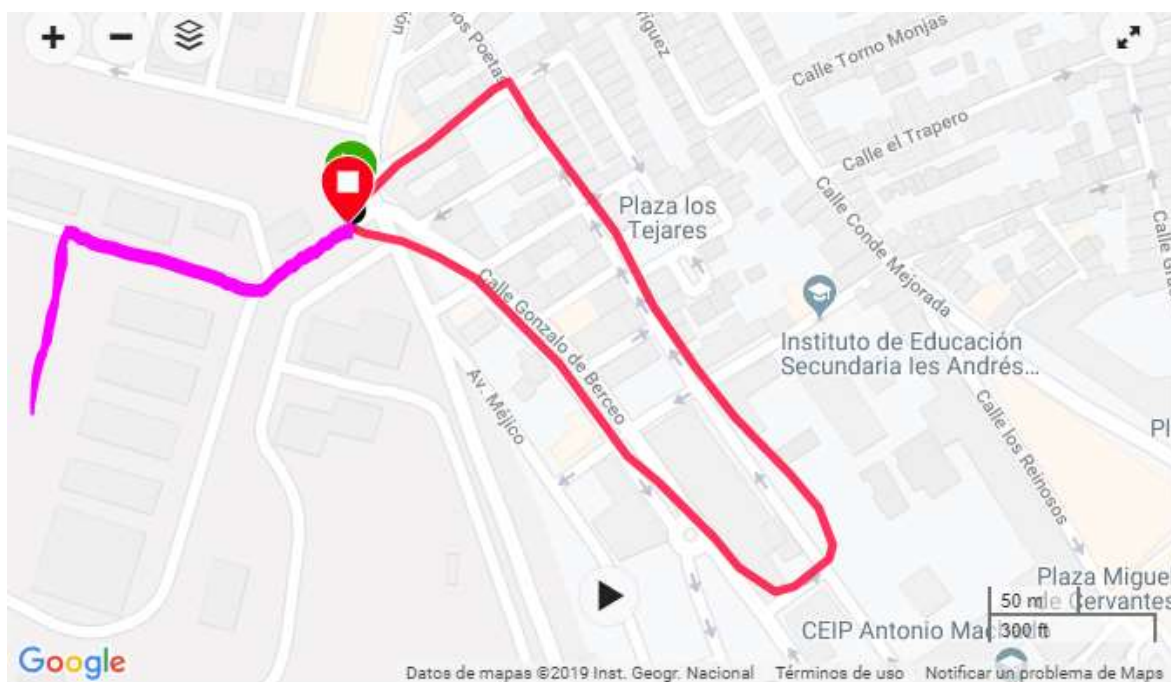 Calle Torno Monjas
Calle el Trapero
Plaza los
Tejares
Calle Conde Mejorada
Calle Gonzalo de Berceo
Instituto de Educación
Secundaria Ies Andrés...
Av. Méjico
Calle los Reinosos
Plaza Migue
de Cervantes
50 m
300 ft
CEIP Antonio
Google
Datos de mapas ©2019 Inst. Geogr. Nacional Términos de uso Notificar un problema de Maps